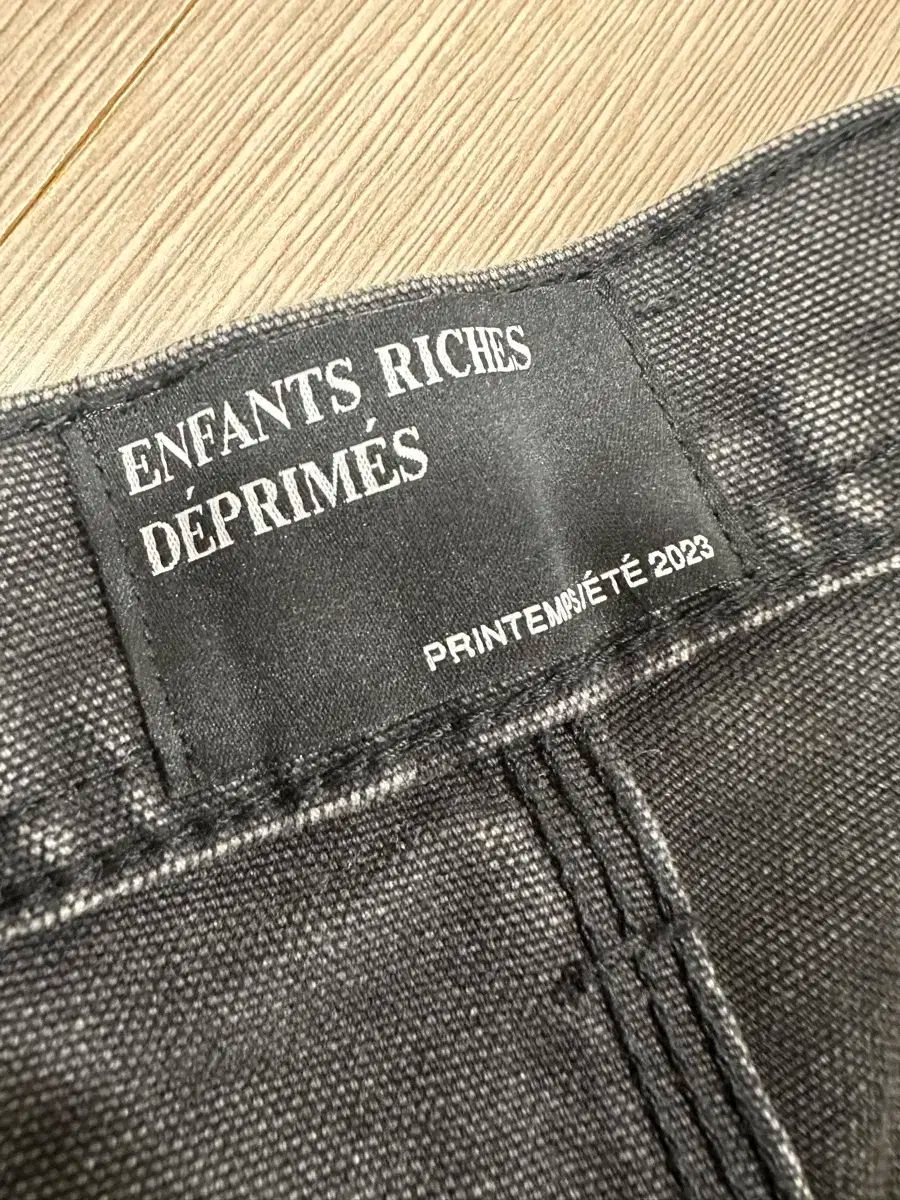 ENFANTS RICHES
DÉPRIMÉS
PRINTEMPS/ÉTÉ 2023